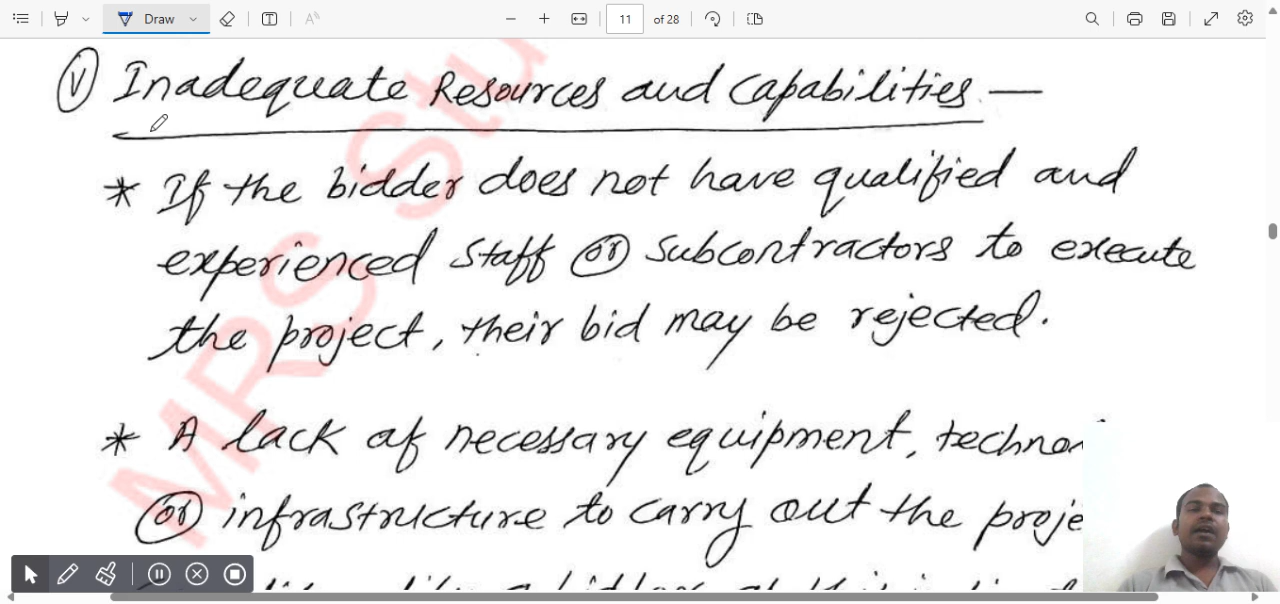 Draw
11 of 28
(V) Inadequate Resources and Capabilities —
* If the bidder does not have qualified and
experienced staff (or) subcontractors to execute
the project, their bid may be rejected.
* A lack of necessary equipment, techno
(or) infrastructure to carry out the proje
MRS Stu